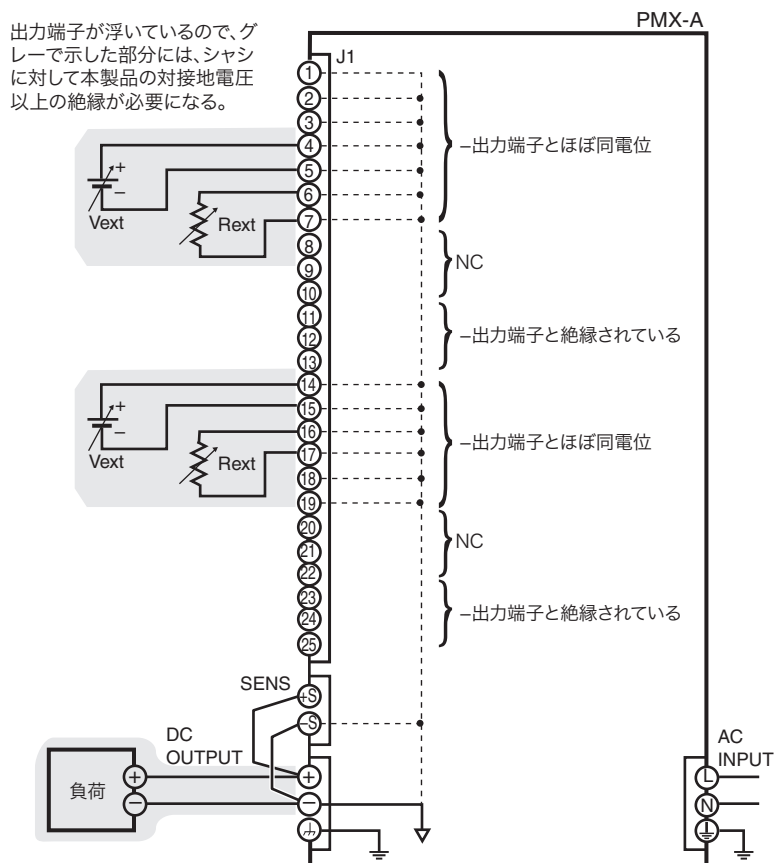 出力端子が浮いているので、グ
レーで示した部分には、シャシ
に対して本製品の対接地電圧
以上の絶縁が必要になる。
PMX-A
J1
1
2
3
4
5
6
7
8
9
10
11
12
13
14
15
16
17
18
19
20
21
22
23
24
25
+
−
Vext
Rext
−出力端子とほぼ同電位
NC
−出力端子と絶縁されている
+
−
Vext
Rext
−出力端子とほぼ同電位
NC
−出力端子と絶縁されている
SENS
+S
−S
DC
OUTPUT
負荷
+
−
+
−
AC
INPUT
L
N